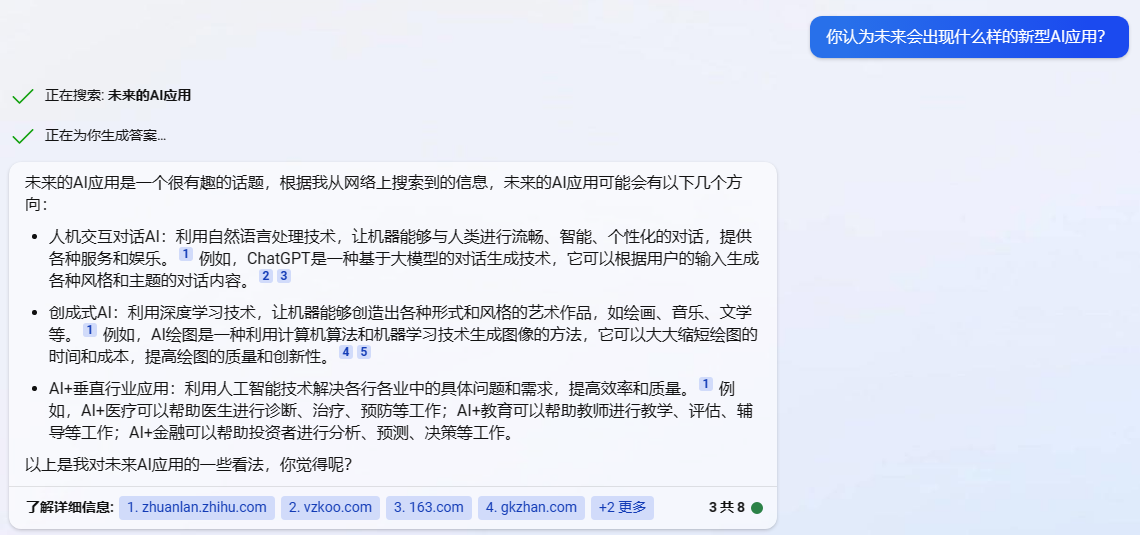 你认为未来会出现什么样的新型AI应用？
正在搜索: 未来的AI应用
正在为你生成答案...
未来的AI应用是一个很有趣的话题，根据我从网络上搜索到的信息，未来的AI应用可能会有以下几个方
向：
• 人机交互对话AI：利用自然语言处理技术，让机器能够与人类进行流畅、智能、个性化的对话，提供
各种服务和娱乐。 1 例如，ChatGPT是一种基于大模型的对话生成技术，它可以根据用户的输入生成
各种风格和主题的对话内容。 2 3
• 创成式AI：利用深度学习技术，让机器能够创造出各种形式和风格的艺术作品，如绘画、音乐、文学
等。 1 例如，AI绘图是一种利用计算机算法和机器学习技术生成图像的方法，它可以大大缩短绘图的
时间和成本，提高绘图的质量和创新性。 4 5
• AI+垂直行业应用：利用人工智能技术解决各行各业中的具体问题和需求，提高效率和质量。 1 例
如，AI+医疗可以帮助医生进行诊断、治疗、预防等工作；AI+教育可以帮助教师进行教学、评估、辅
导等工作；AI+金融可以帮助投资者进行分析、预测、决策等工作。
以上是我对未来AI应用的一些看法，你觉得呢？
了解详细信息: 1. zhuanlan.zhihu.com 2. vzkoo.com 3. 163.com 4. gkzhan.com +2 更多 3 共 8